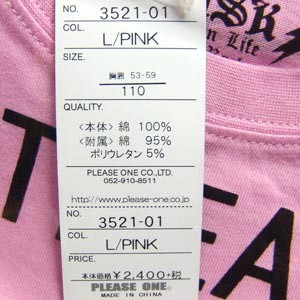 NO. 3521-01
COL. L/PINK
SIZE.
胸囲 53-59
110
QUALITY.
〈本体〉綿 100%
〈附属〉綿 95%
ポリウレタン 5%
PLEASE ONE CO.,LTD.
052-910-8511
http://www.please-one.co.jp/
NO. 3521-01
COL. L/PINK
PRICE.
本体価格 ¥2,400+税
PLEASE ONE.
MADE IN CHINA
Sk
Life
T
EA